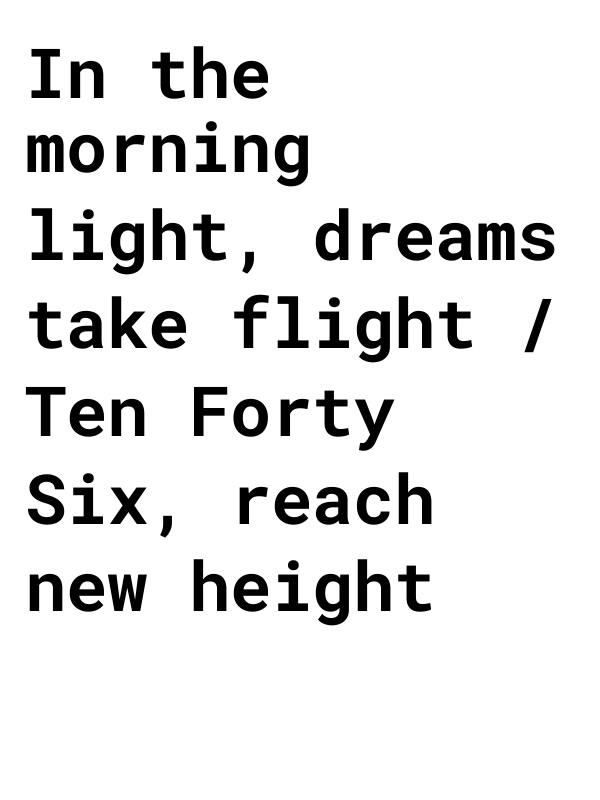 In the
morning
light, dreams
take flight /
Ten Forty
Six, reach
new height